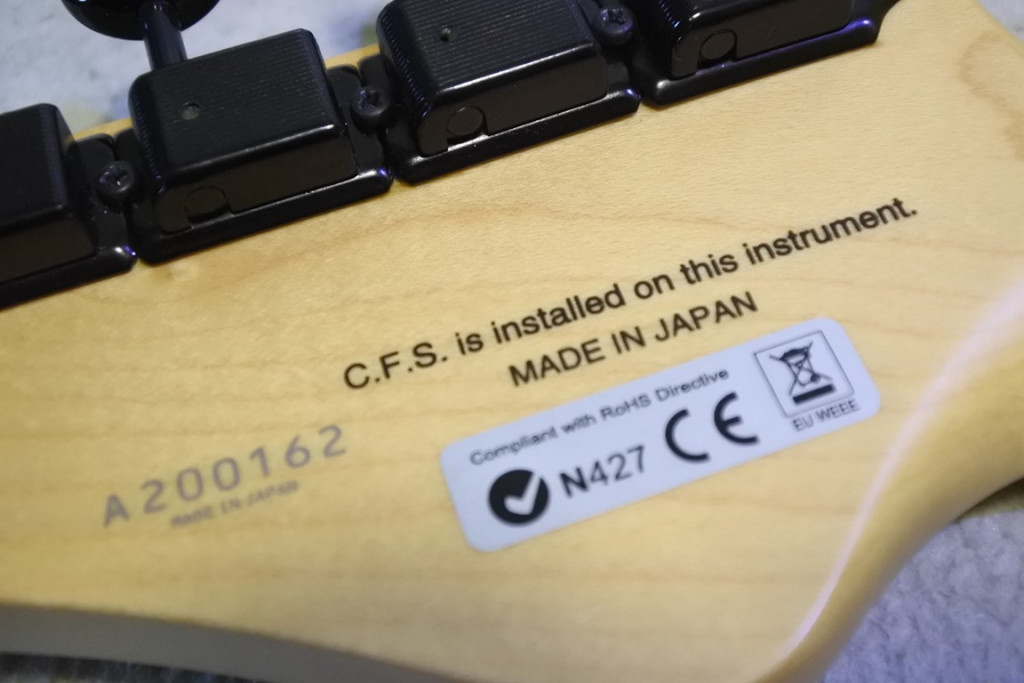 C.F.S. is installed on this instrument.
MADE IN JAPAN
Compliant with RoHS Directive
N427 CE
EU WEEE
A200162
MADE IN JAPAN